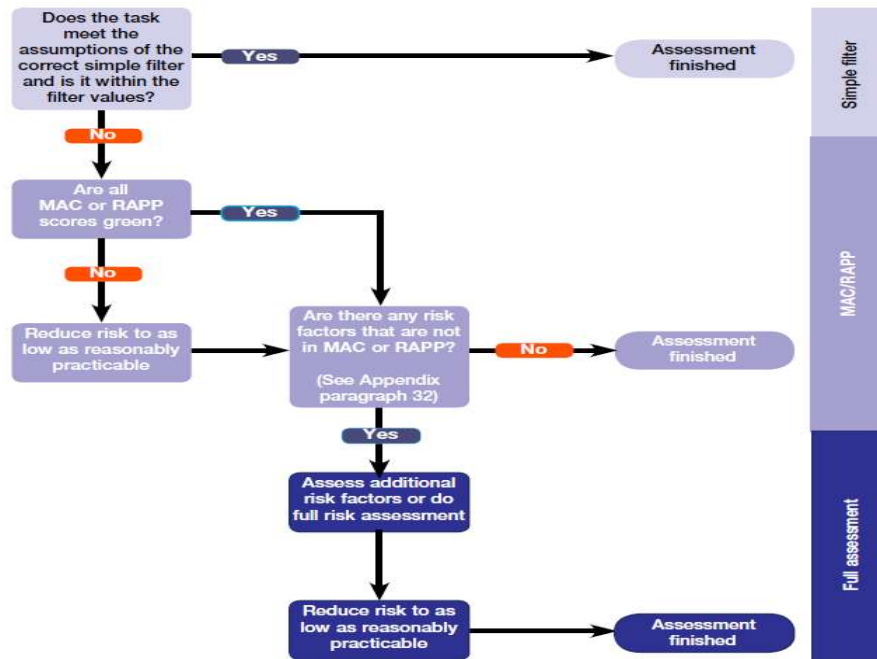 Does the task
meet the
assumptions of the
correct simple filter
and is it within the
filter values?
Yes
Assessment
finished
Simple filter
No
Are all
MAC or RAPP
scores green?
Yes
No
MAC/RAPP
Reduce risk to as
low as reasonably
practicable
Are there any risk
factors that are not
in MAC or RAPP?
(See Appendix
paragraph 32)
No
Assessment
finished
Yes
Assess additional
risk factors or do
full risk assessment
Full assessment
Reduce risk to as
low as reasonably
practicable
Assessment
finished